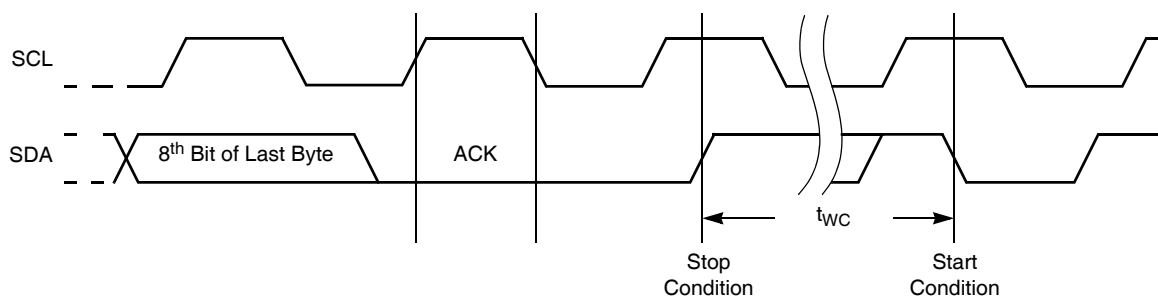 SCL
SDA
8th Bit of Last Byte
ACK
tWC
Stop
Condition
Start
Condition